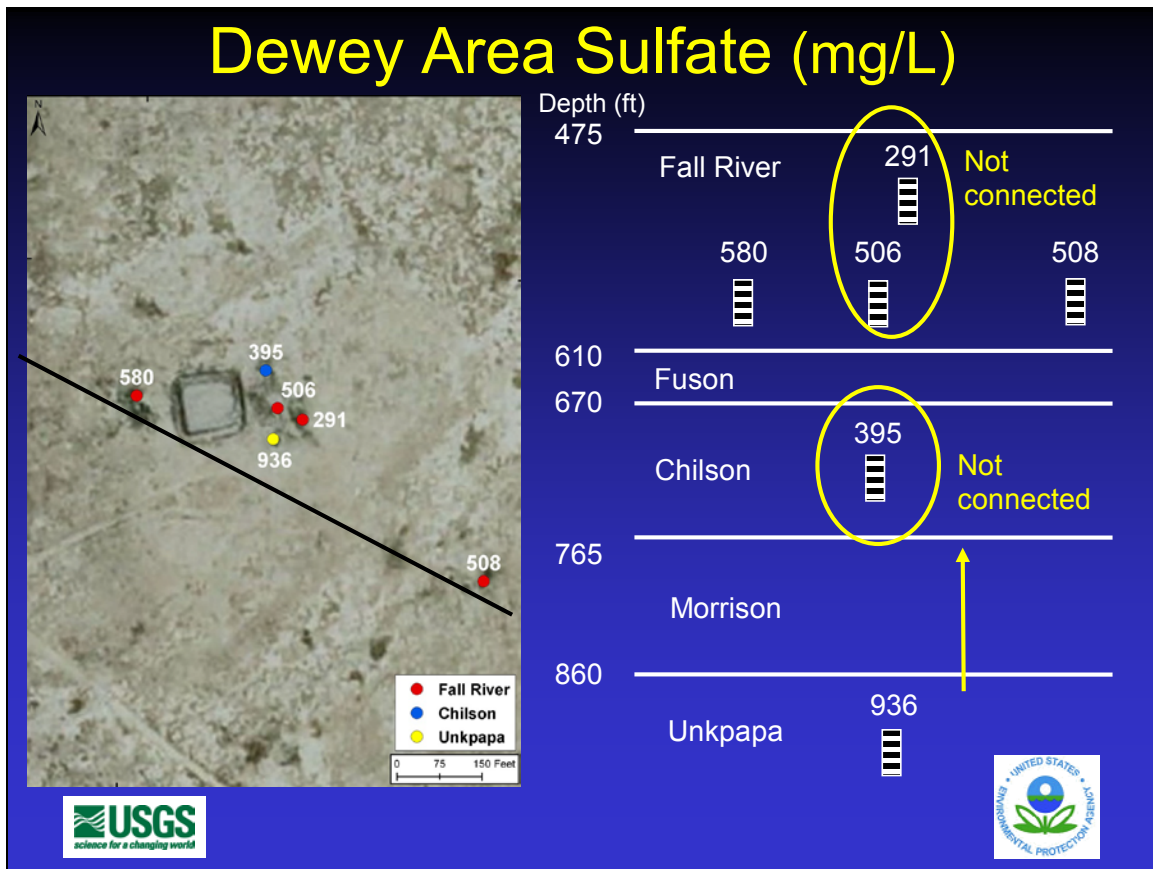 Dewey Area Sulfate (mg/L)
N
395
580
506
291
936
508
Fall River
Chilson
Unkpapa
0 75 150 Feet
Depth (ft)
475
Fall River
291
Not
connected
580
506
508
610
Fuson
670
Chilson
395
Not
connected
765
Morrison
860
Unkpapa
936
USGS
science for a changing world
UNITED STATES
ENVIRONMENTAL PROTECTION AGENCY